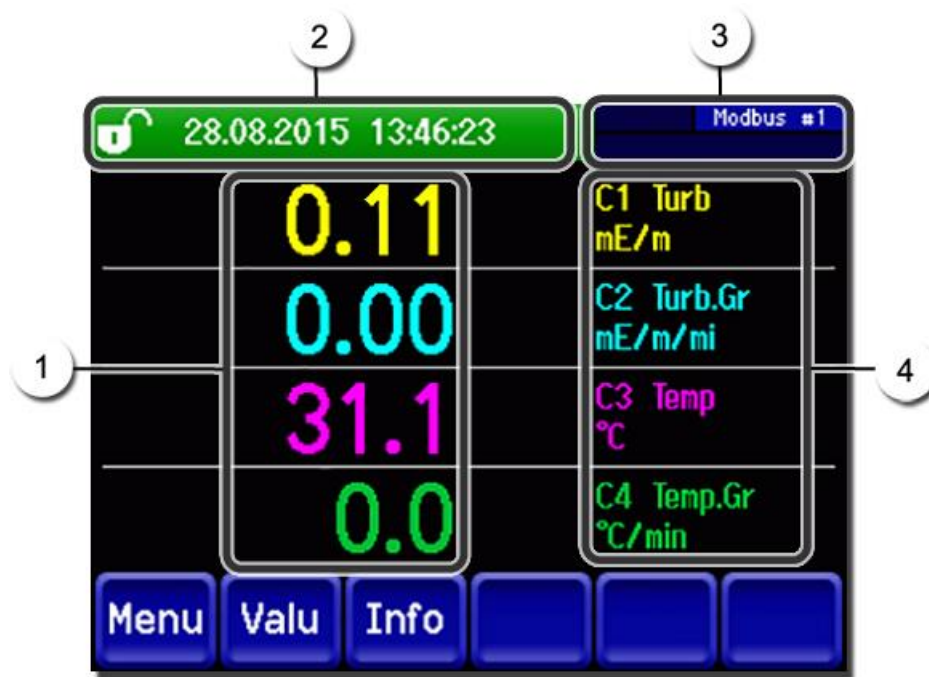 2
3
28.08.2015 13:46:23
Modbus #1
0.11
C1 Turb
mE/m
0.00
C2 Turb.Gr
mE/m/mi
1
31.1
C3 Temp
°C
4
0.0
C4 Temp.Gr
°C/min
Menu Valu Info